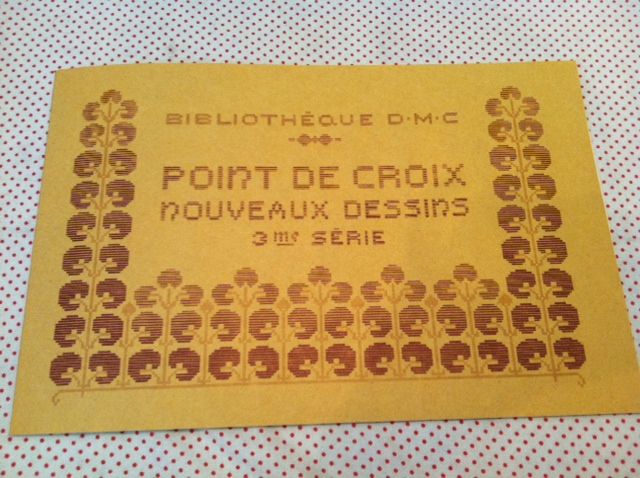 BIBLIOTHÈQUE D·M·C
POINT DE CROIX
NOUVEAUX DESSINS
3me SÉRIE